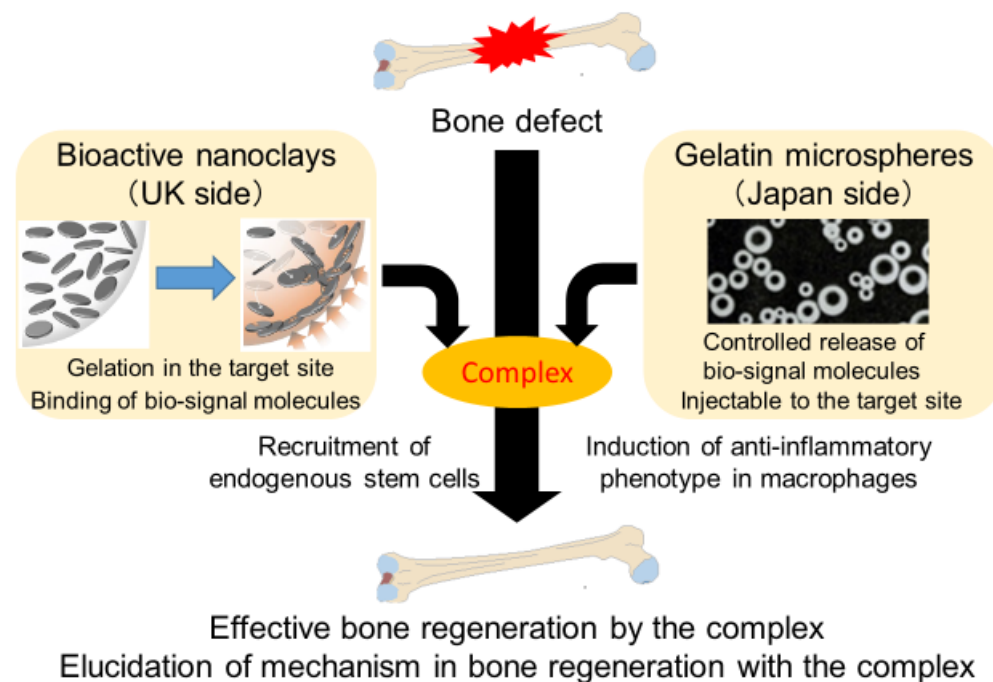 Bone defect
Bioactive nanoclays
（UK side）
Gelation in the target site
Binding of bio-signal molecules
Gelatin microspheres
（Japan side）
Controlled release of
bio-signal molecules
Injectable to the target site
Complex
Recruitment of
endogenous stem cells
Induction of anti-inflammatory
phenotype in macrophages
Effective bone regeneration by the complex
Elucidation of mechanism in bone regeneration with the complex